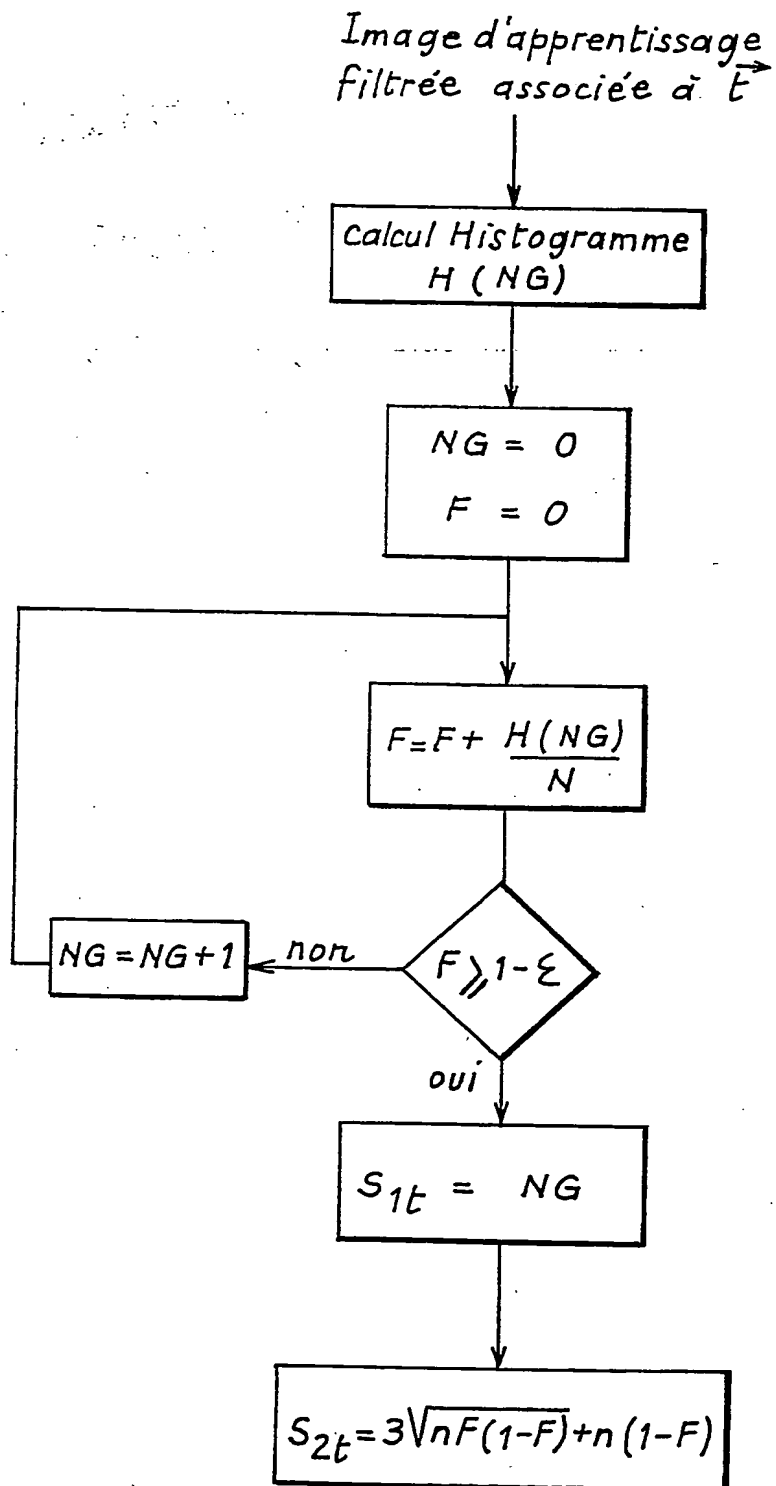 Image d'apprentissage
filtrée associée à t⃗
Calcul Histogramme
H (NG)
NG = 0
F = 0
F = F + H(NG)/N
NG = NG + 1
non
F ⩾ 1 - Ɛ
oui
S₁ₜ = NG
S₂ₜ = 3√(nF(1-F)) + n(1-F)